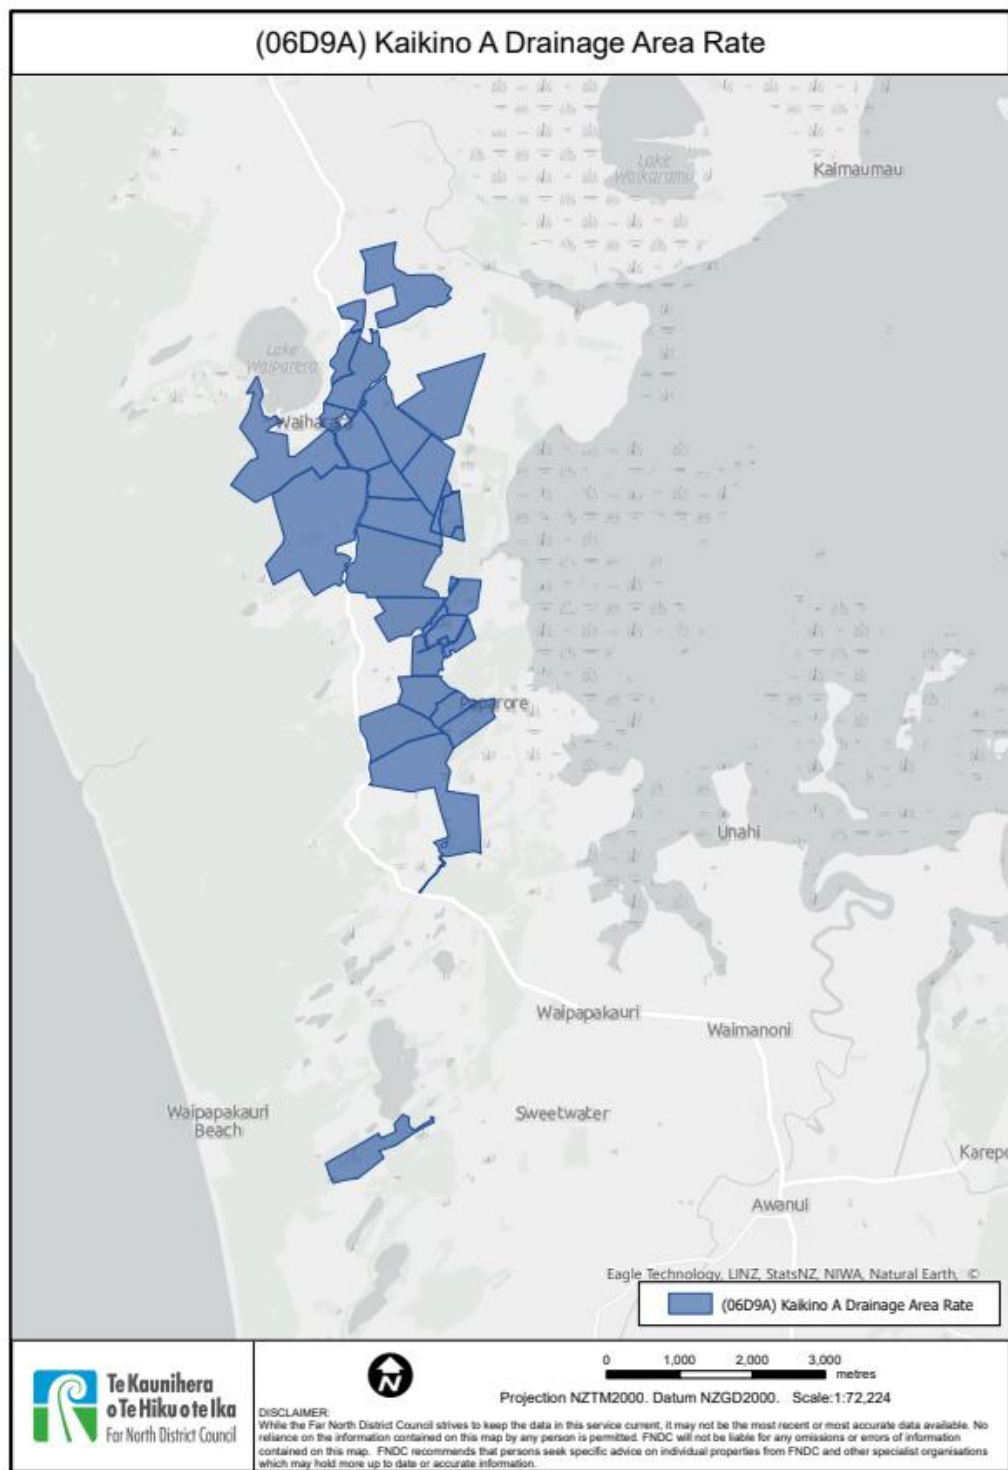 (06D9A) Kaikino A Drainage Area Rate
Lake
Waikaramu
Kaimaumau
Lake
Waiparera
Paparore
Unahi
Waipapakauri
Waimanoni
Waipapakauri
Beach
Sweetwater
Awanui
Eagle Technology, LINZ, StatsNZ, NIWA, Natural Earth, ©
(06D9A) Kaikino A Drainage Area Rate
Te Kaunihera
o Te Hiku o te Ika
Far North District Council
N
0 1,000 2,000 3,000
metres
Projection NZTM2000. Datum NZGD2000. Scale:1:72,224
DISCLAIMER:
While the Far North District Council strives to keep the data in this service current, it may not be the most recent or most accurate data available. No
reliance on the information contained on this map by any person is permitted. FNDC will not be liable for any omissions or errors of information
contained on this map. FNDC recommends that persons seek specific advice on individual properties from FNDC and other specialist organisations
which may hold more up to date or accurate information.